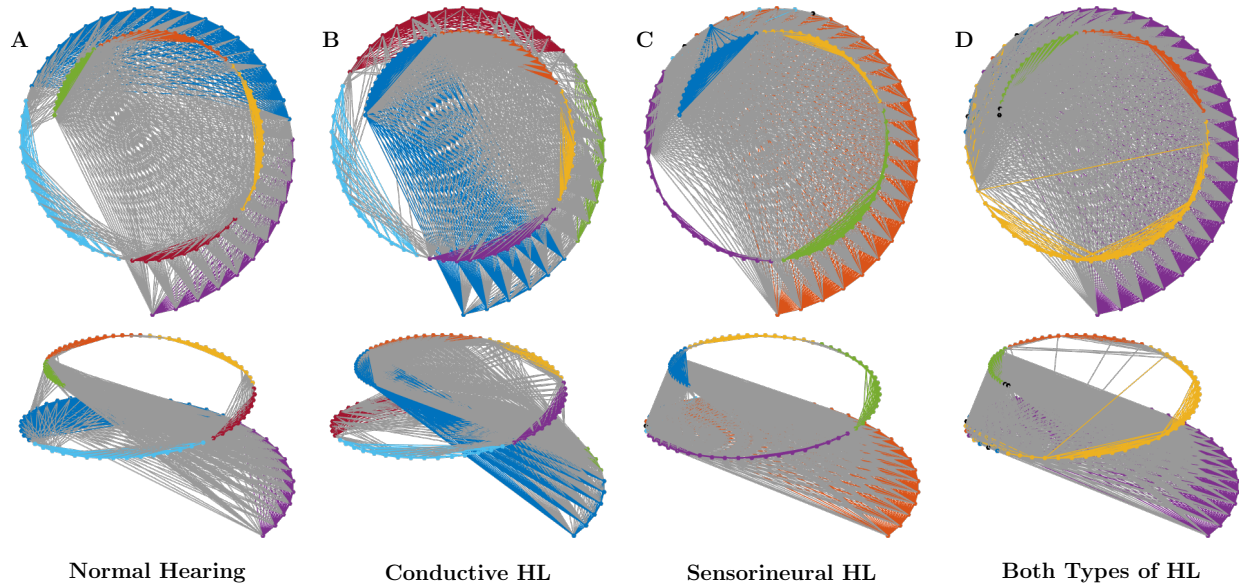 A B C D
Normal Hearing Conductive HL Sensorineural HL Both Types of HL